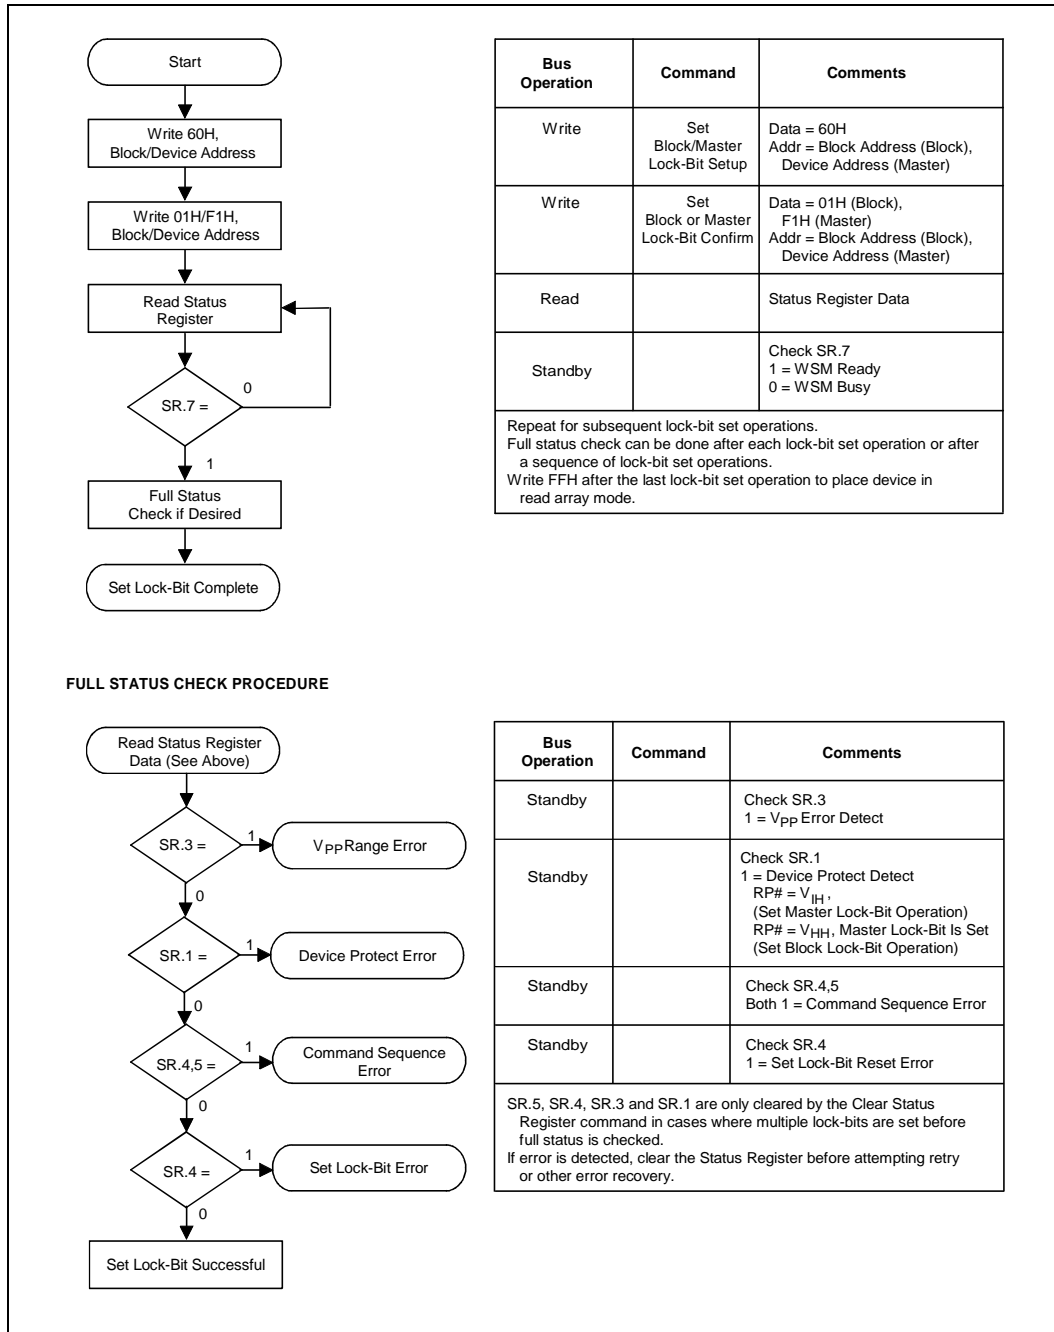 Start
Write 60H,
Block/Device Address
Write 01H/F1H,
Block/Device Address
Read Status
Register
0
SR.7 =
1
Full Status
Check if Desired
Set Lock-Bit Complete
Bus
Operation
Command
Comments
Write
Set
Block/Master
Lock-Bit Setup
Data = 60H
Addr = Block Address (Block),
Device Address (Master)
Write
Set
Block or Master
Lock-Bit Confirm
Data = 01H (Block),
F1H (Master)
Addr = Block Address (Block),
Device Address (Master)
Read
Status Register Data
Standby
Check SR.7
1 = WSM Ready
0 = WSM Busy
Repeat for subsequent lock-bit set operations.
Full status check can be done after each lock-bit set operation or after
a sequence of lock-bit set operations.
Write FFH after the last lock-bit set operation to place device in
read array mode.
FULL STATUS CHECK PROCEDURE
Read Status Register
Data (See Above)
SR.3 =
1
VPP Range Error
0
SR.1 =
1
Device Protect Error
0
SR.4,5 =
1
Command Sequence
Error
0
SR.4 =
1
Set Lock-Bit Error
0
Set Lock-Bit Successful
Bus
Operation
Command
Comments
Standby
Check SR.3
1 = VPP Error Detect
Standby
Check SR.1
1 = Device Protect Detect
RP# = VIH ,
(Set Master Lock-Bit Operation)
RP# = VHH, Master Lock-Bit Is Set
(Set Block Lock-Bit Operation)
Standby
Check SR.4,5
Both 1 = Command Sequence Error
Standby
Check SR.4
1 = Set Lock-Bit Reset Error
SR.5, SR.4, SR.3 and SR.1 are only cleared by the Clear Status
Register command in cases where multiple lock-bits are set before
full status is checked.
If error is detected, clear the Status Register before attempting retry
or other error recovery.